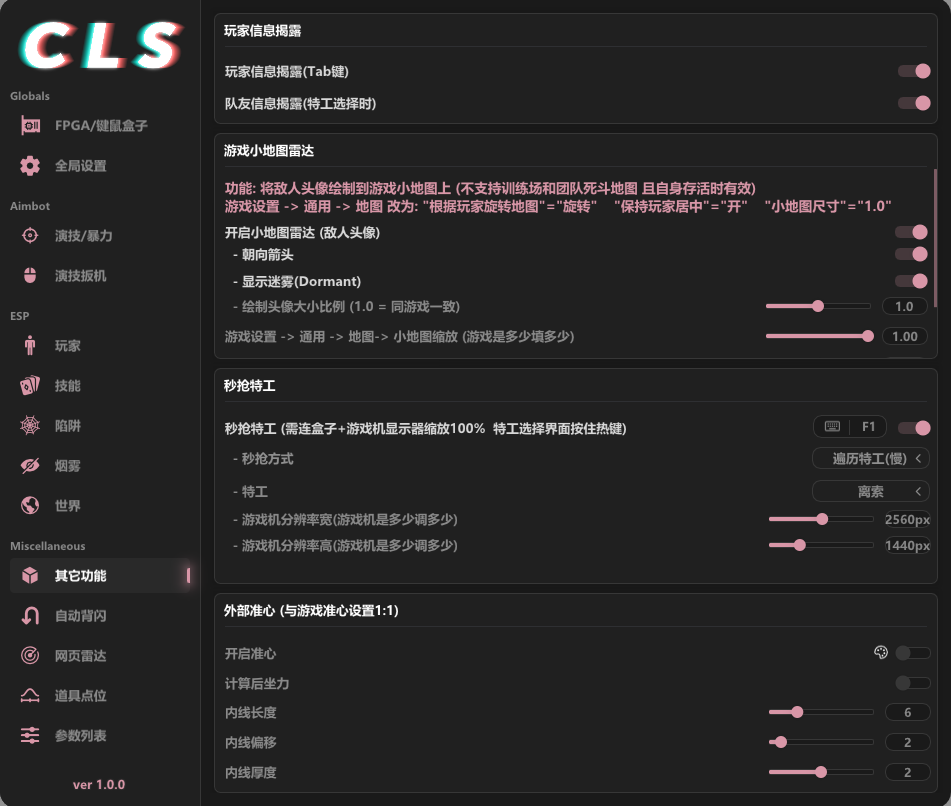 CLS
Globals
FPGA/键鼠盒子
全局设置
Aimbot
演技/暴力
演技扳机
ESP
玩家
技能
陷阱
烟雾
世界
Miscellaneous
其它功能
自动背闪
网页雷达
道具点位
参数列表
ver 1.0.0
玩家信息揭露
玩家信息揭露(Tab键)
队友信息揭露(特工选择时)
游戏小地图雷达
功能: 将敌人头像绘制到游戏小地图上 (不支持训练场和团队死斗地图 且自身存活时有效)
游戏设置 -> 通用 -> 地图 改为: "根据玩家旋转地图"="旋转" "保持玩家居中"="开" "小地图尺寸"="1.0"
开启小地图雷达 (敌人头像)
- 朝向箭头
- 显示迷雾(Dormant)
- 绘制头像大小比例 (1.0 = 同游戏一致) 1.0
游戏设置 -> 通用 -> 地图-> 小地图缩放 (游戏是多少填多少) 1.00
秒抢特工
秒抢特工 (需连盒子+游戏机显示器缩放100% 特工选择界面按住热键) F1
- 秒抢方式 遍历特工(慢) <
- 特工 离索 <
- 游戏机分辨率宽(游戏机是多少调多少) 2560px
- 游戏机分辨率高(游戏机是多少调多少) 1440px
外部准心 (与游戏准心设置1:1)
开启准心
计算后坐力
内线长度 6
内线偏移 2
内线厚度 2